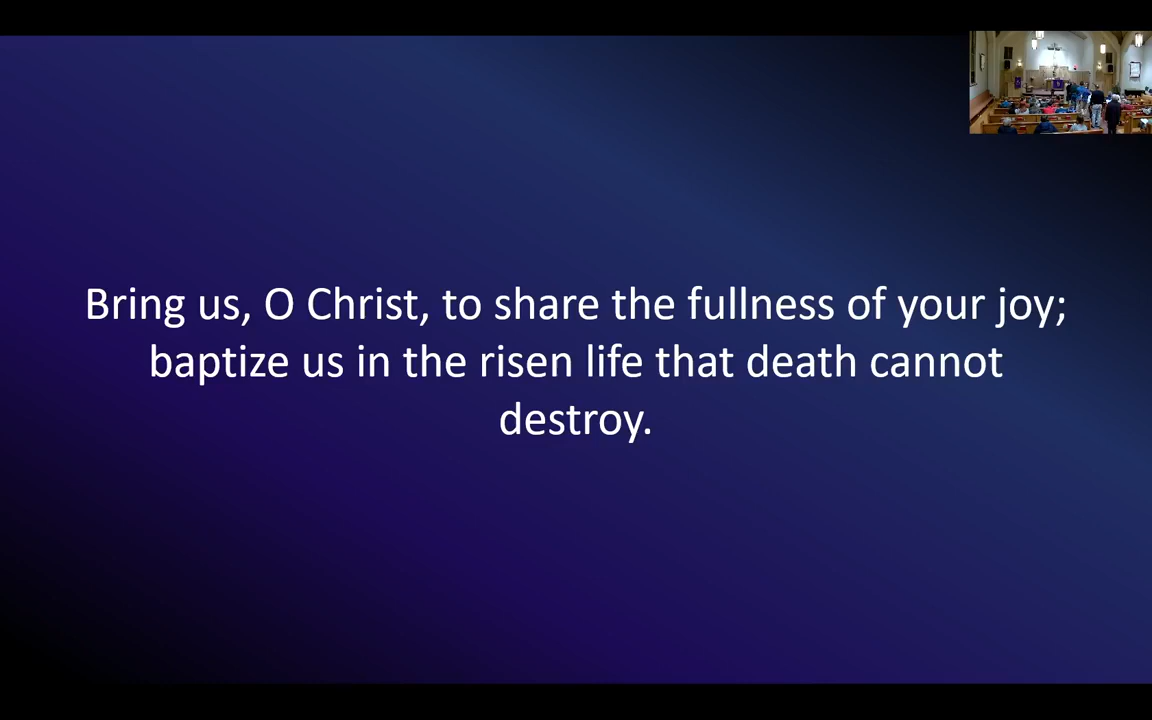 Bring us, O Christ, to share the fullness of your joy;
baptize us in the risen life that death cannot
destroy.